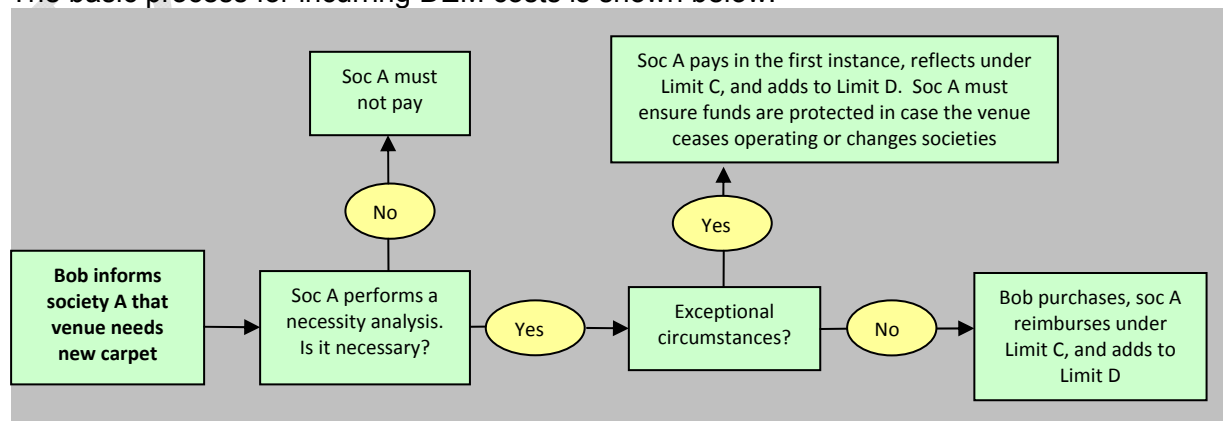 The basic process for incurring DEM costs is shown below:
Soc A must
not pay
Soc A pays in the first instance, reflects under
Limit C, and adds to Limit D.  Soc A must
ensure funds are protected in case the venue
ceases operating or changes societies
No
Yes
Bob informs
society A that
venue needs
new carpet
Soc A performs a
necessity analysis.
Is it necessary?
Yes
Exceptional
circumstances?
No
Bob purchases, soc A
reimburses under
Limit C, and adds to
Limit D